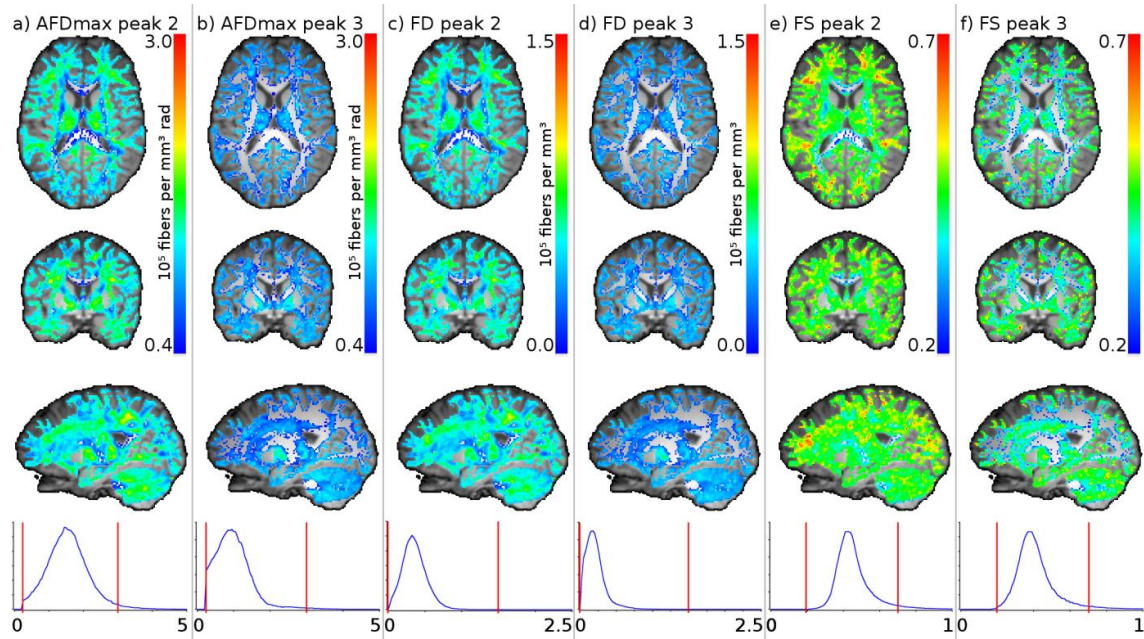 a) AFDmax peak 2
b) AFDmax peak 3
c) FD peak 2
d) FD peak 3
e) FS peak 2
f) FS peak 3
3.0
3.0
1.5
1.5
0.7
0.7
10⁵ fibers per mm³ rad
10⁵ fibers per mm³ rad
10⁵ fibers per mm³
10⁵ fibers per mm³
0.4
0.4
0.0
0.0
0.2
0.2
0 5 0 5 0 2.5 0 2.5 0 1 0 1